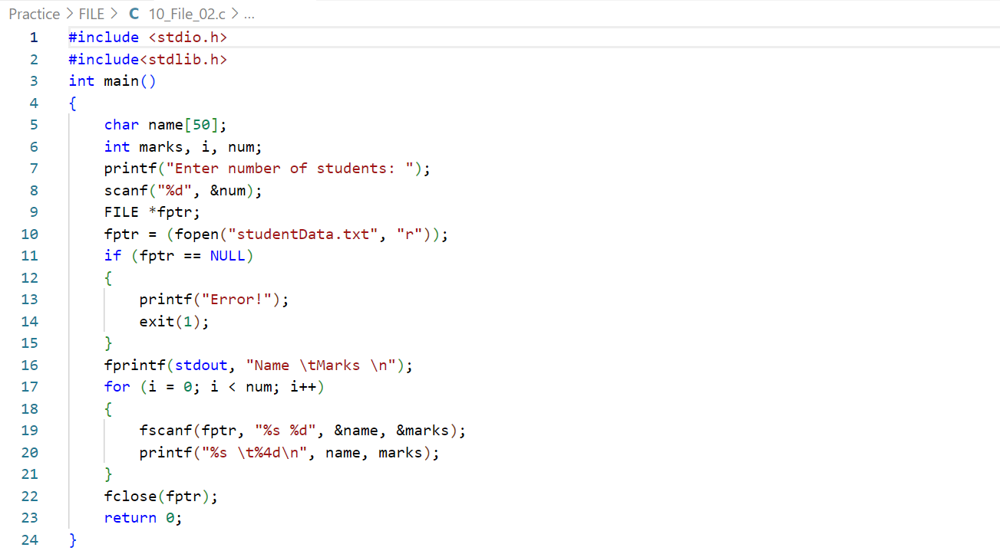 Practice > FILE > C 10_File_02.c > ...
1 #include <stdio.h>
2 #include<stdlib.h>
3 int main()
4 {
5     char name[50];
6     int marks, i, num;
7     printf("Enter number of students: ");
8     scanf("%d", &num);
9     FILE *fptr;
10     fptr = (fopen("studentData.txt", "r"));
11     if (fptr == NULL)
12     {
13         printf("Error!");
14         exit(1);
15     }
16     fprintf(stdout, "Name \tMarks \n");
17     for (i = 0; i < num; i++)
18     {
19         fscanf(fptr, "%s %d", &name, &marks);
20         printf("%s \t%4d\n", name, marks);
21     }
22     fclose(fptr);
23     return 0;
24 }